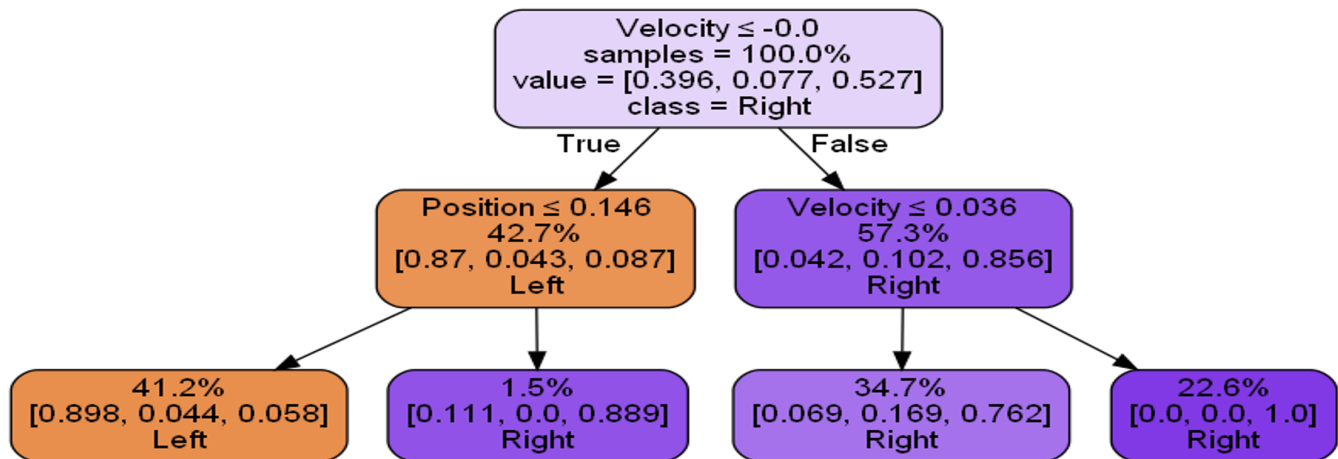 Velocity ≤ -0.0
samples = 100.0%
value = [0.396, 0.077, 0.527]
class = Right
True
False
Position ≤ 0.146
42.7%
[0.87, 0.043, 0.087]
Left
Velocity ≤ 0.036
57.3%
[0.042, 0.102, 0.856]
Right
41.2%
[0.898, 0.044, 0.058]
Left
1.5%
[0.111, 0.0, 0.889]
Right
34.7%
[0.069, 0.169, 0.762]
Right
22.6%
[0.0, 0.0, 1.0]
Right